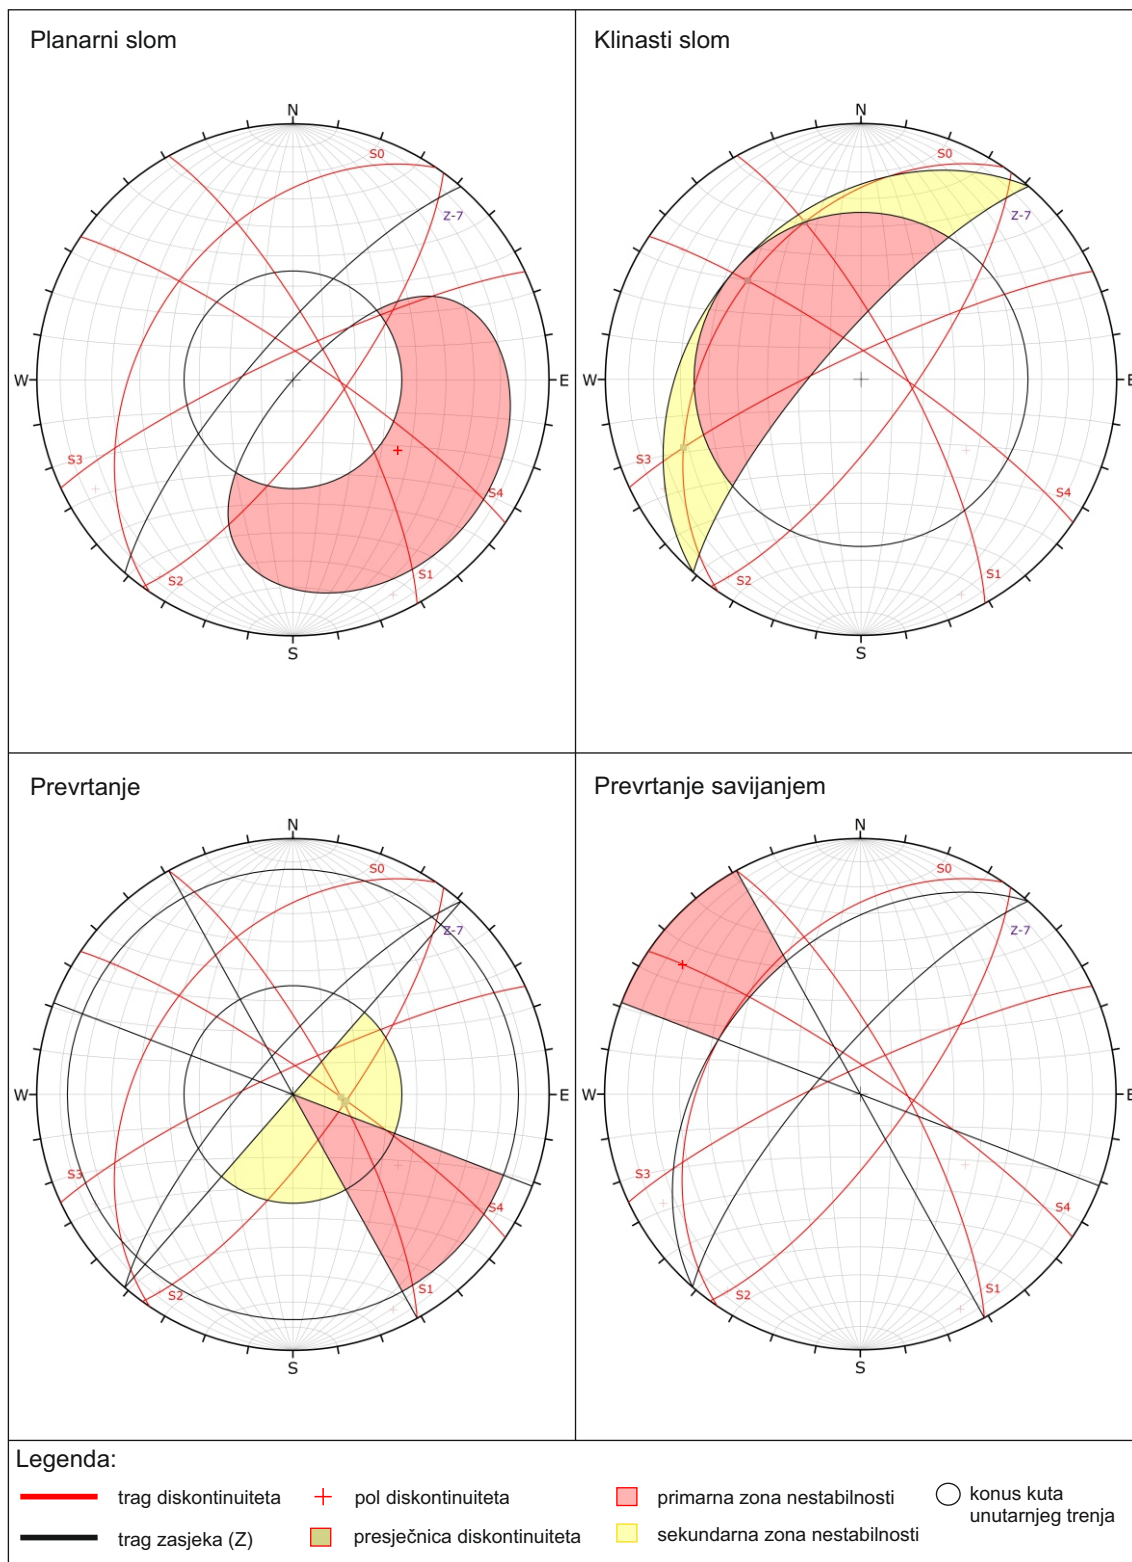 Planarni slom
N
S0
Z-7
W
E
S3
S4
S2
S1
S
Klinasti slom
N
S0
Z-7
W
E
S3
S4
S2
S1
S
Prevrtanje
N
S0
Z-7
W
E
S3
S4
S2
S1
S
Prevrtanje savijanjem
N
S0
Z-7
W
E
S3
S4
S2
S1
S
Legenda:
trag diskontinuiteta
pol diskontinuiteta
primarna zona nestabilnosti
konus kuta
unutarnjeg trenja
trag zasjeka (Z)
presječnica diskontinuiteta
sekundarna zona nestabilnosti